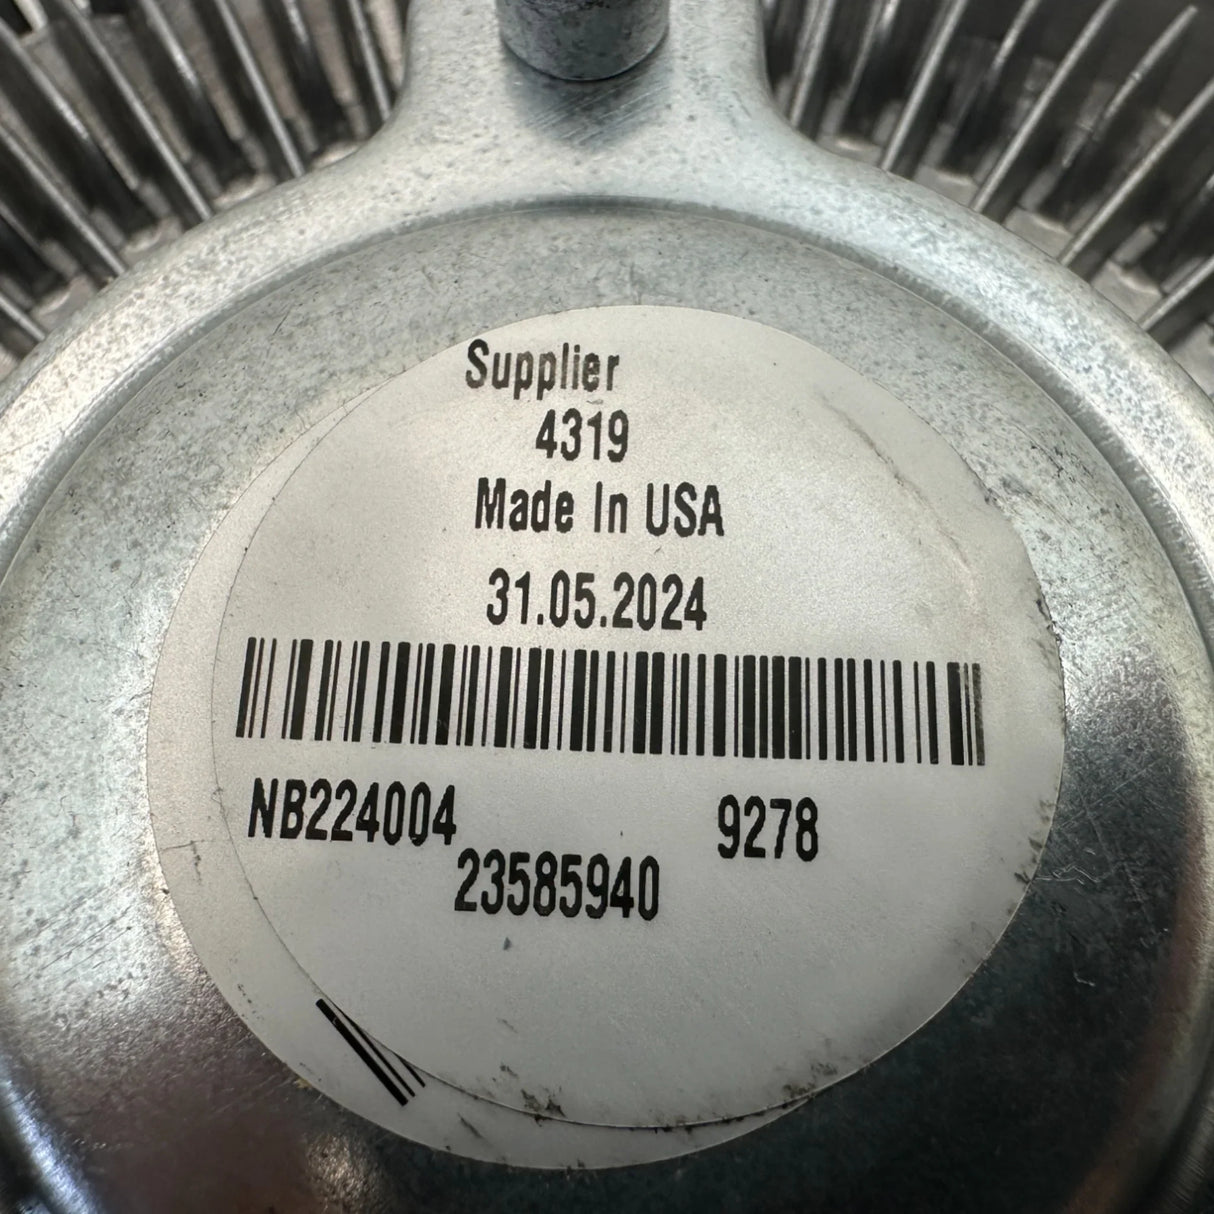 Supplier
4319
Made In USA
31.05.2024
NB224004 9278
23585940